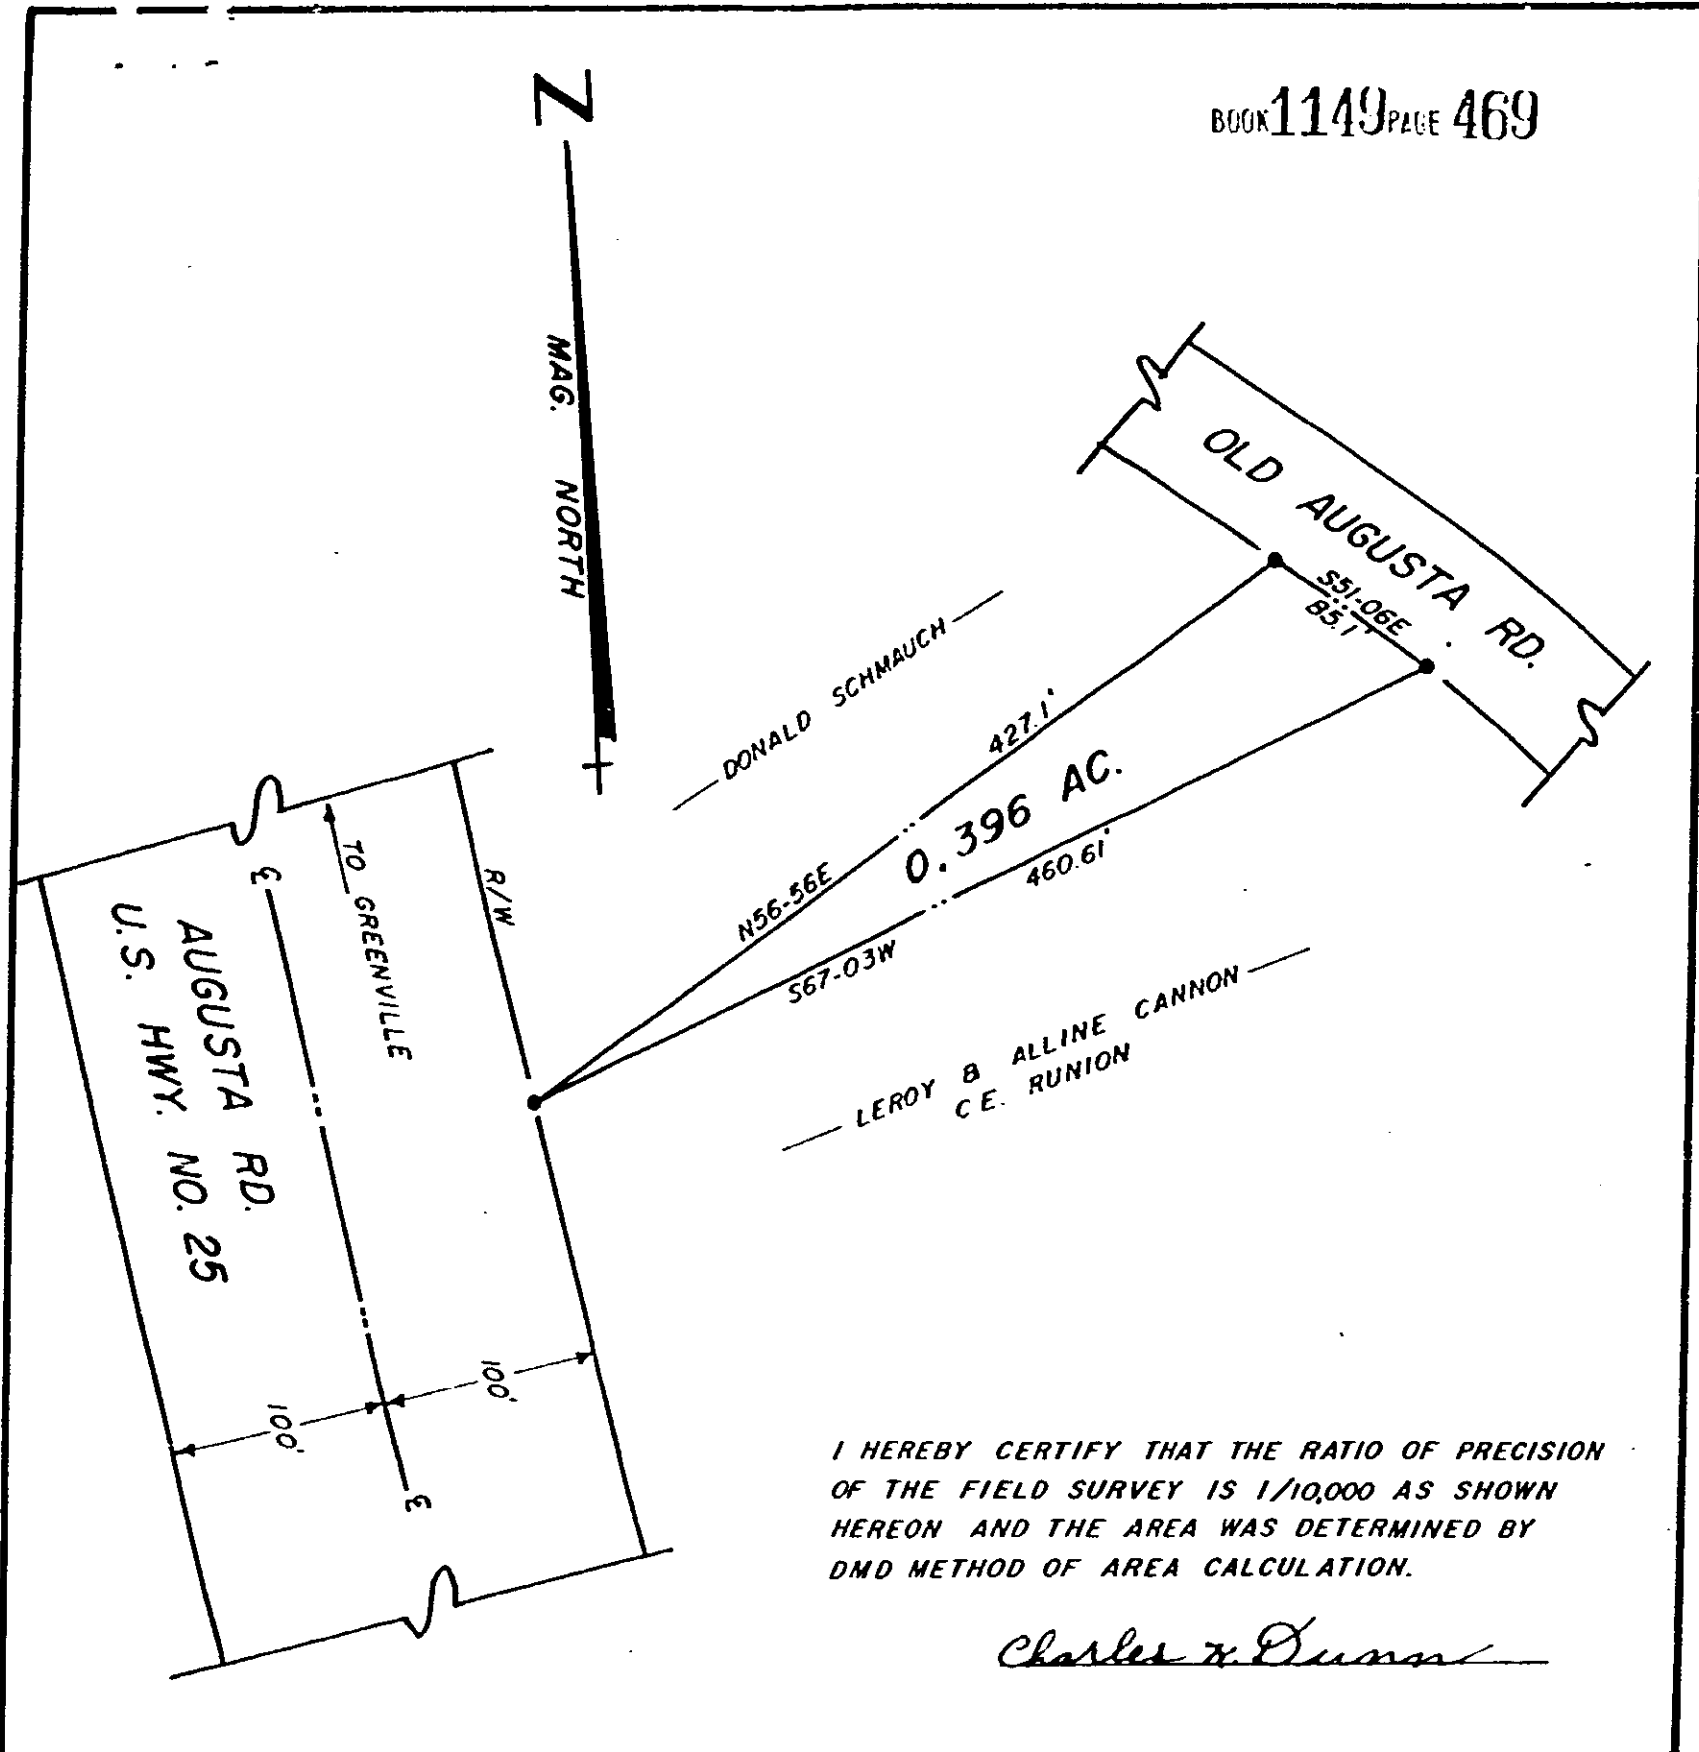 BOOK 1149 PAGE 469
N
MAG. NORTH
OLD AUGUSTA RD.
S51-06E
85.1'
DONALD SCHMAUCH
427.1'
N56-56E
0.396 AC.
460.61'
S67-03W
LEROY & ALLINE CANNON
C E. RUNION
R/W
TO GREENVILLE
℄
AUGUSTA RD.
U.S. HWY. NO. 25
100'
100'
℄
I HEREBY CERTIFY THAT THE RATIO OF PRECISION
OF THE FIELD SURVEY IS 1/10,000 AS SHOWN
HEREON AND THE AREA WAS DETERMINED BY
DMD METHOD OF AREA CALCULATION.
Charles W. Dunn